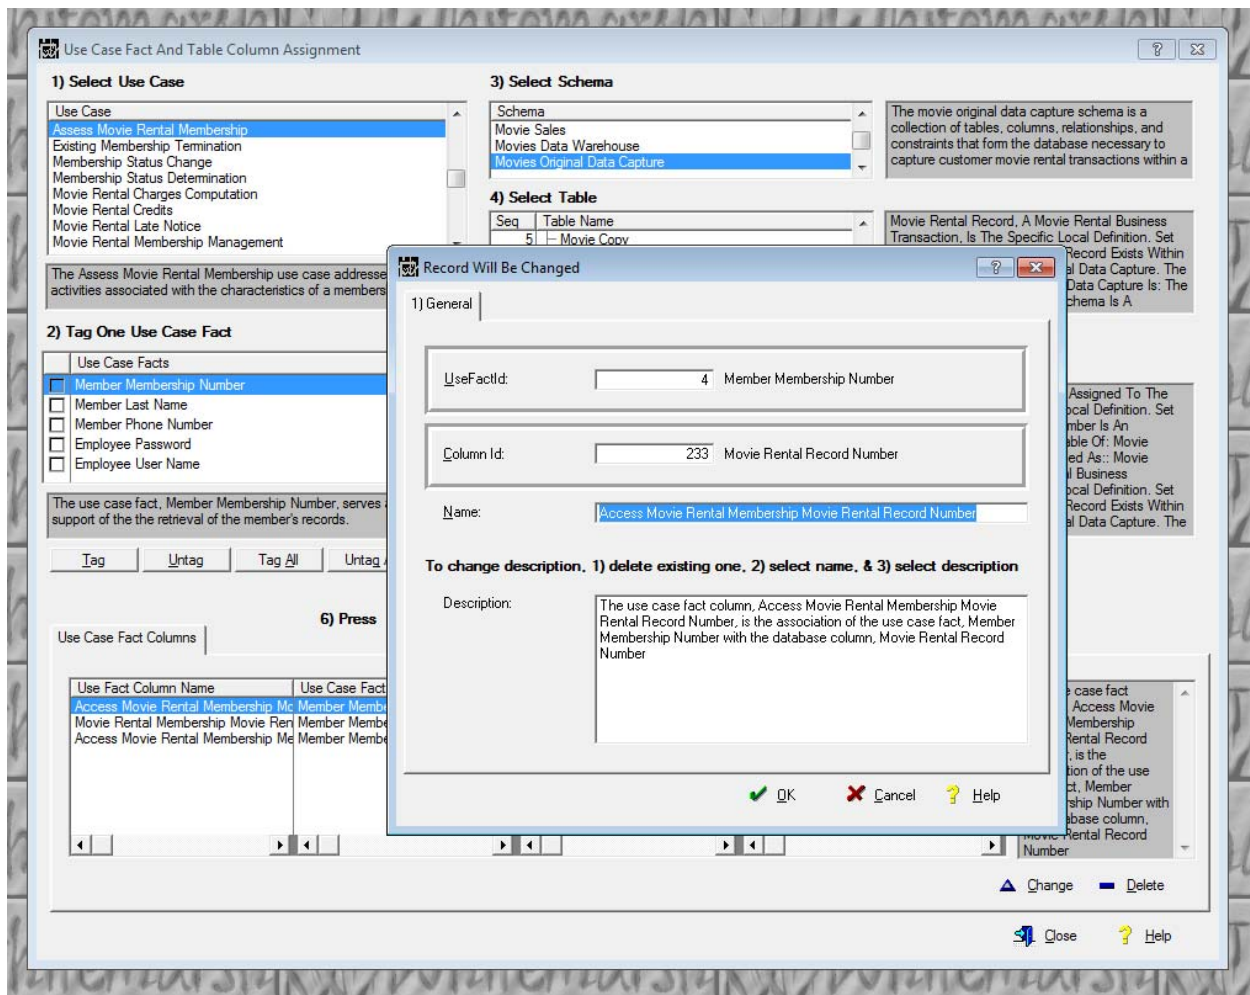 Use Case Fact And Table Column Assignment
1) Select Use Case
Use Case
Assess Movie Rental Membership
Existing Membership Termination
Membership Status Change
Membership Status Determination
Movie Rental Charges Computation
Movie Rental Credits
Movie Rental Late Notice
Movie Rental Membership Management
The Assess Movie Rental Membership use case addresse
activities associated with the characteristics of a members
3) Select Schema
Schema
Movie Sales
Movies Data Warehouse
Movies Original Data Capture
The movie original data capture schema is a
collection of tables, columns, relationships, and
constraints that form the database necessary to
capture customer movie rental transactions within a
4) Select Table
Seq Table Name
5 Movie Copy
Movie Rental Record, A Movie Rental Business
Transaction, Is The Specific Local Definition. Set
Record Exists Within
al Data Capture. The
Data Capture Is: The
chema Is A
2) Tag One Use Case Fact
Use Case Facts
Member Membership Number
Member Last Name
Member Phone Number
Employee Password
Employee User Name
The use case fact, Member Membership Number, serves a
support of the the retrieval of the member's records.
Tag Untag Tag All Untag
Assigned To The
ocal Definition. Set
mber Is An
able Of: Movie
ed As:: Movie
al Business
ocal Definition. Set
Record Exists Within
al Data Capture. The
Record Will Be Changed
1) General
UseFactId: 4 Member Membership Number
Column Id: 233 Movie Rental Record Number
Name: Access Movie Rental Membership Movie Rental Record Number
To change description, 1) delete existing one, 2) select name, & 3) select description
Description:
The use case fact column, Access Movie Rental Membership Movie
Rental Record Number, is the association of the use case fact, Member
Membership Number with the database column, Movie Rental Record
Number
OK Cancel Help
6) Press
Use Case Fact Columns
Use Fact Column Name Use Case Fact
Access Movie Rental Membership Mc Member Membe
Movie Rental Membership Movie Ren Member Membe
Access Movie Rental Membership Me Member Membe
e case fact
Access Movie
Membership
Rental Record
r, is the
tion of the use
ct, Member
rship Number with
abase column,
Movie Rental Record
Number
Change Delete
Close Help